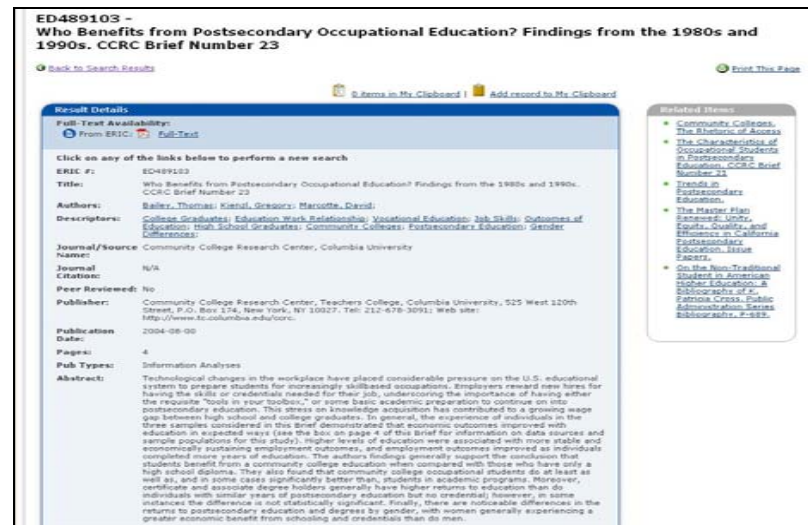 ED489103 -
Who Benefits from Postsecondary Occupational Education? Findings from the 1980s and
1990s. CCRC Brief Number 23
Back to Search Results
Print This Page
0 items in My Clipboard | Add record to My Clipboard
Result Details
Full-Text Availability:
From ERIC: Full-Text
Click on any of the links below to perform a new search
ERIC #: ED489103
Title: Who Benefits from Postsecondary Occupational Education? Findings from the 1980s and 1990s.
CCRC Brief Number 23
Authors: Bailey, Thomas; Kienzl, Gregory; Marcotte, David;
Descriptors: College Graduates; Education Work Relationship; Vocational Education; Job Skills; Outcomes of
Education; High School Graduates; Community Colleges; Postsecondary Education; Gender
Differences;
Journal/Source Name: Community College Research Center, Columbia University
Journal Citation: N/A
Peer Reviewed: No
Publisher: Community College Research Center, Teachers College, Columbia University, 525 West 120th
Street, P.O. Box 174, New York, NY 10027. Tel: 212-678-3091; Web site:
http://www.tc.columbia.edu/ccrc.
Publication Date: 2004-08-00
Pages: 4
Pub Types: Information Analyses
Abstract: Technological changes in the workplace have placed considerable pressure on the U.S. educational
system to prepare students for increasingly skillbased occupations. Employers reward new hires for
having the skills or credentials needed for their job, underscoring the importance of having either
the requisite "tools in your toolbox," or some basic academic preparation to continue on into
postsecondary education. This stress on knowledge acquisition has contributed to a growing wage
gap between high school and college graduates. In general, the experience of individuals in the
three samples considered in this Brief demonstrated that economic outcomes improved with
education in expected ways (see the box on page 4 of this Brief for information on data sources and
sample populations for this study). Higher levels of education were associated with more stable and
economically sustaining employment outcomes, and employment outcomes improved as individuals
completed more years of education. The authors findings generally support the conclusion that
students benefit from a community college education when compared with those who have only a
high school diploma. They also found that community college occupational students do at least as
well as, and in some cases significantly better than, students in academic programs. Moreover,
certificate and associate degree holders generally have higher returns to education than do
individuals with similar years of postsecondary education but no credential; however, in some
instances the difference is not statistically significant. Finally, there are noticeable differences in the
returns to postsecondary education and degrees by gender, with women generally experiencing a
greater economic benefit from schooling and credentials than do men.
Related Items
Community Colleges.
The Rhetoric of Access
The Characteristics of
Occupational Students
in Postsecondary
Education. CCRC Brief
Number 21
Trends in
Postsecondary
Education.
The Master Plan
Renewed: Unity,
Equity, Quality, and
Efficiency in California
Postsecondary
Education. Issue
Papers.
On the Non-Traditional
Student in American
Higher Education: A
Bibliography of K.
Patricia Cross. Public
Administration Series
Bibliography, P-689.